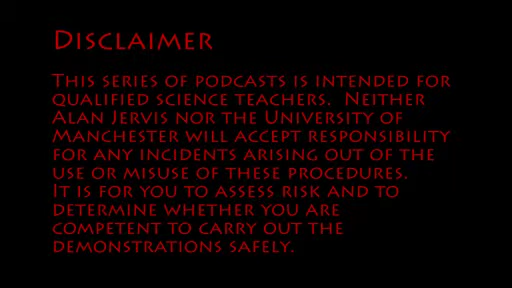 Disclaimer
This series of podcasts is intended for
qualified science teachers. Neither
Alan Jervis nor the University of
Manchester will accept responsibility
for any incidents arising out of the
use or misuse of these procedures.
It is for you to assess risk and to
determine whether you are
competent to carry out the
demonstrations safely.